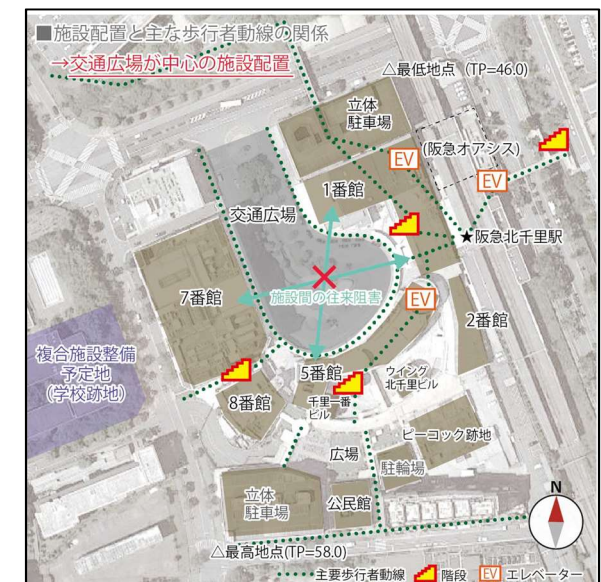 ■施設配置と主な歩行者動線の関係
→交通広場が中心の施設配置
△最低地点（TP=46.0）
立体
駐車場
(阪急オアシス)
EV
EV
1番館
交通広場
★阪急北千里駅
施設間の往来阻害
7番館
EV
2番館
複合施設整備
予定地
(学校跡地)
5番館
ウイング
北千里ビル
8番館
千里一番
ビル
ピーコック跡地
広場
駐輪場
立体
駐車場
公民館
N
△最高地点(TP=58.0)
主要歩行者動線
階段
EV エレベーター